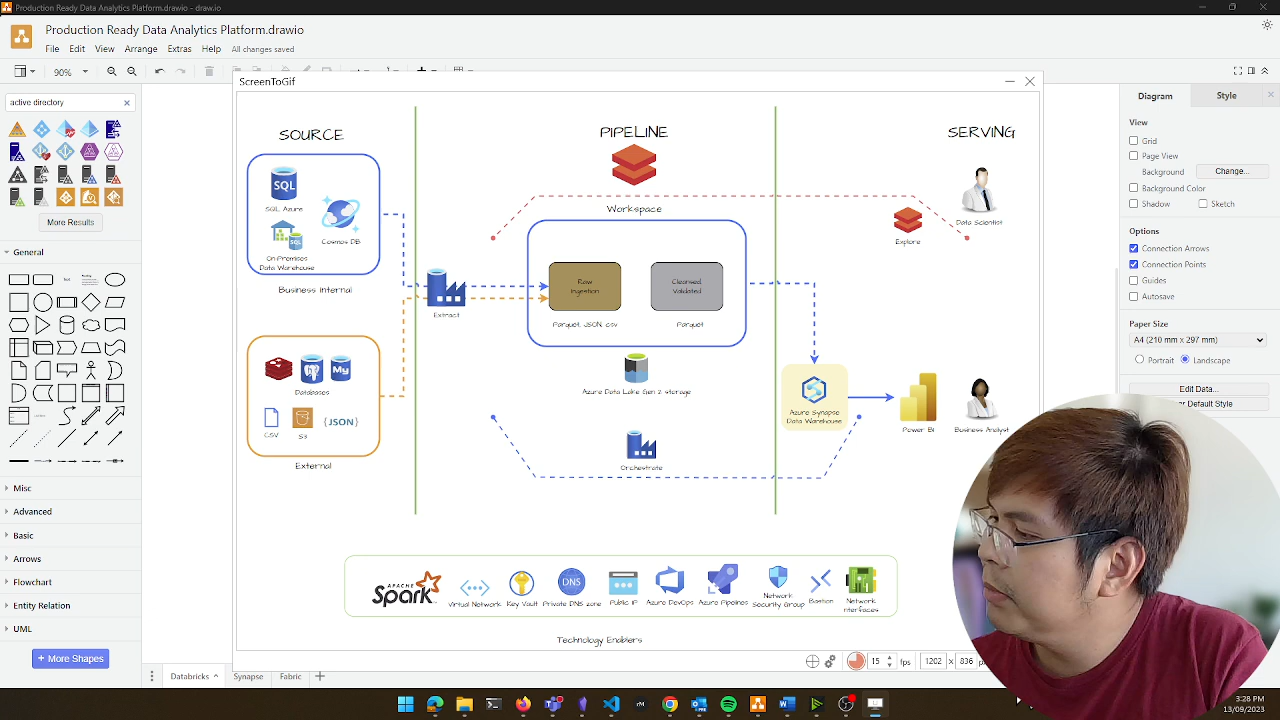 Production Ready Data Analytics Platform.drawio - draw.io
Production Ready Data Analytics Platform.drawio
File Edit View Arrange Extras Help All changes saved
90%
ScreenToGif
active directory
More Results
General
Misc
Advanced
Basic
Arrows
Flowchart
Entity Relation
UML
+ More Shapes
SOURCE
SQL
SQL Azure
Cosmos DB
SQL
On-Premises
Data Warehouse
Business Internal
My
Databases
CSV
S3
{JSON}
External
Extract
PIPELINE
Workspace
Raw
Ingestion
Cleansed
Validated
Parquet, JSON, csv
Parquet
Azure Data Lake Gen 2 storage
Orchestrate
SERVING
Data Scientist
Explore
Azure Synapse
Data Warehouse
Power BI
Business Analyst
APACHE
Spark
Virtual Network
Key Vault
DNS
Private DNS zone
Public IP
Azure DevOps
Azure Pipelines
Network
Security Group
Bastion
Network
Interfaces
Technology Enablers
15 fps 1202 x 836
Databricks Synapse Fabric
Diagram Style
View
Grid
Page View
Background Change...
Background Color
Shadow Sketch
Options
Connection Arrows
Connection Points
Guides
Autosave
Paper Size
A4 (210 mm x 297 mm)
Portrait Landscape
Edit Data...
Default Style
3:28 PM
13/09/2023